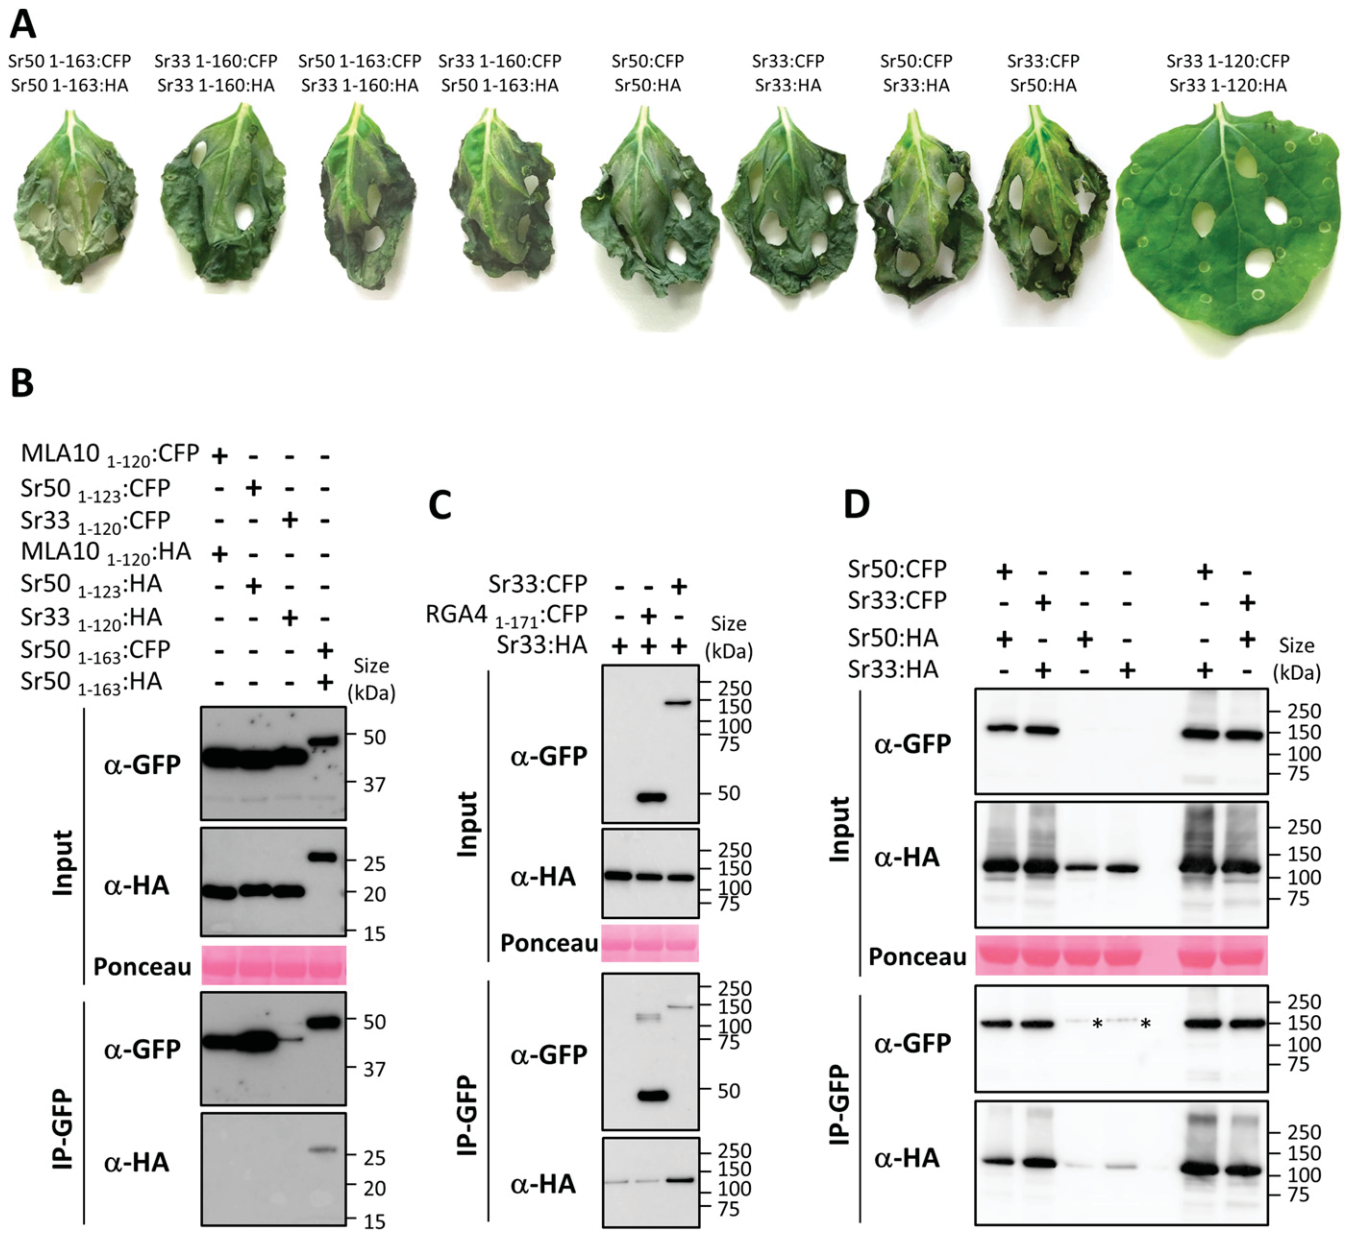 A
Sr50 1-163:CFP Sr33 1-160:CFP Sr50 1-163:CFP Sr33 1-160:CFP Sr50:CFP Sr33:CFP Sr50:CFP Sr33:CFP Sr33 1-120:CFP
Sr50 1-163:HA Sr33 1-160:HA Sr33 1-160:HA Sr50 1-163:HA Sr50:HA Sr33:HA Sr33:HA Sr50:HA Sr33 1-120:HA
B
MLA10 1-120:CFP + - - -
Sr50 1-123:CFP - + - -
Sr33 1-120:CFP - - + -
MLA10 1-120:HA + - - -
Sr50 1-123:HA - + - -
Sr33 1-120:HA - - + -
Sr50 1-163:CFP - - - +
Sr50 1-163:HA - - - +
Size
(kDa)
Input
α-GFP
50
37
α-HA
25
20
15
Ponceau
IP-GFP
α-GFP
50
37
α-HA
25
20
15
C
Sr33:CFP - - +
RGA4 1-171:CFP - + -
Sr33:HA + + +
Size
(kDa)
Input
α-GFP
250
150
100
75
50
α-HA
250
150
100
75
Ponceau
IP-GFP
α-GFP
250
150
100
75
50
α-HA
250
150
100
75
D
Sr50:CFP + - - - + -
Sr33:CFP - + - - - +
Sr50:HA + - + - - +
Sr33:HA - + - + + -
Size
(kDa)
Input
α-GFP
250
150
100
75
α-HA
250
150
100
75
Ponceau
IP-GFP
α-GFP
* *
250
150
100
75
α-HA
250
150
100
75